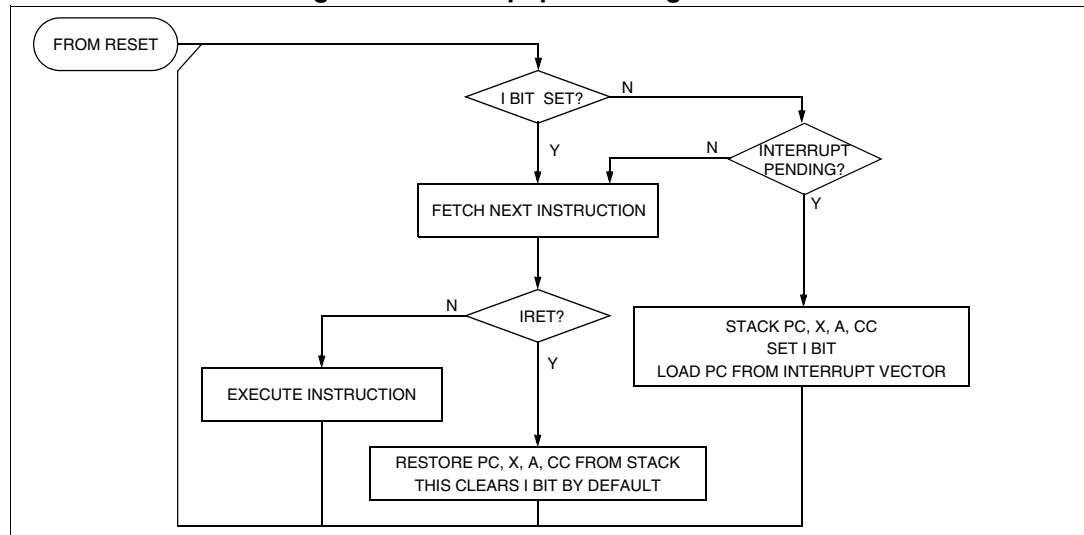 FROM RESET
I BIT SET?
N
Y
N
INTERRUPT
PENDING?
Y
FETCH NEXT INSTRUCTION
N
IRET?
Y
STACK PC, X, A, CC
SET I BIT
LOAD PC FROM INTERRUPT VECTOR
EXECUTE INSTRUCTION
RESTORE PC, X, A, CC FROM STACK
THIS CLEARS I BIT BY DEFAULT